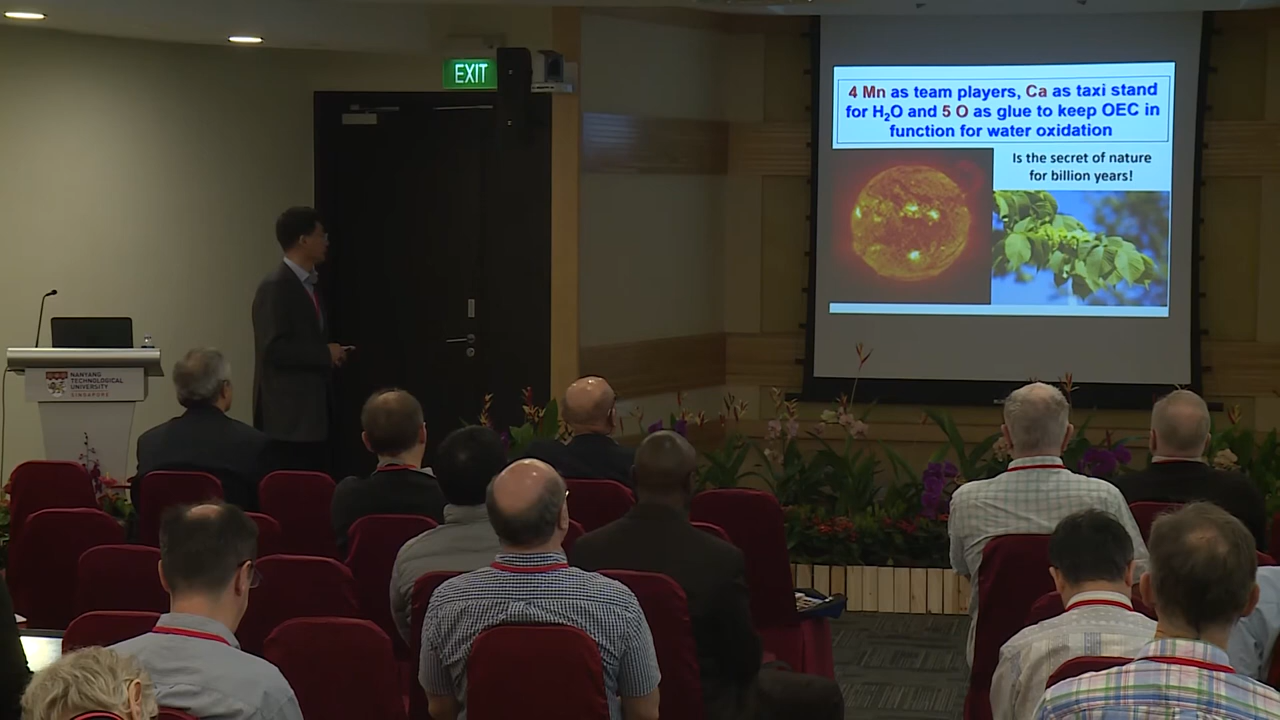 EXIT
4 Mn as team players, Ca as taxi stand
for H₂O and 5 O as glue to keep OEC in
function for water oxidation
Is the secret of nature
for billion years!
NANYANG
TECHNOLOGICAL
UNIVERSITY
SINGAPORE